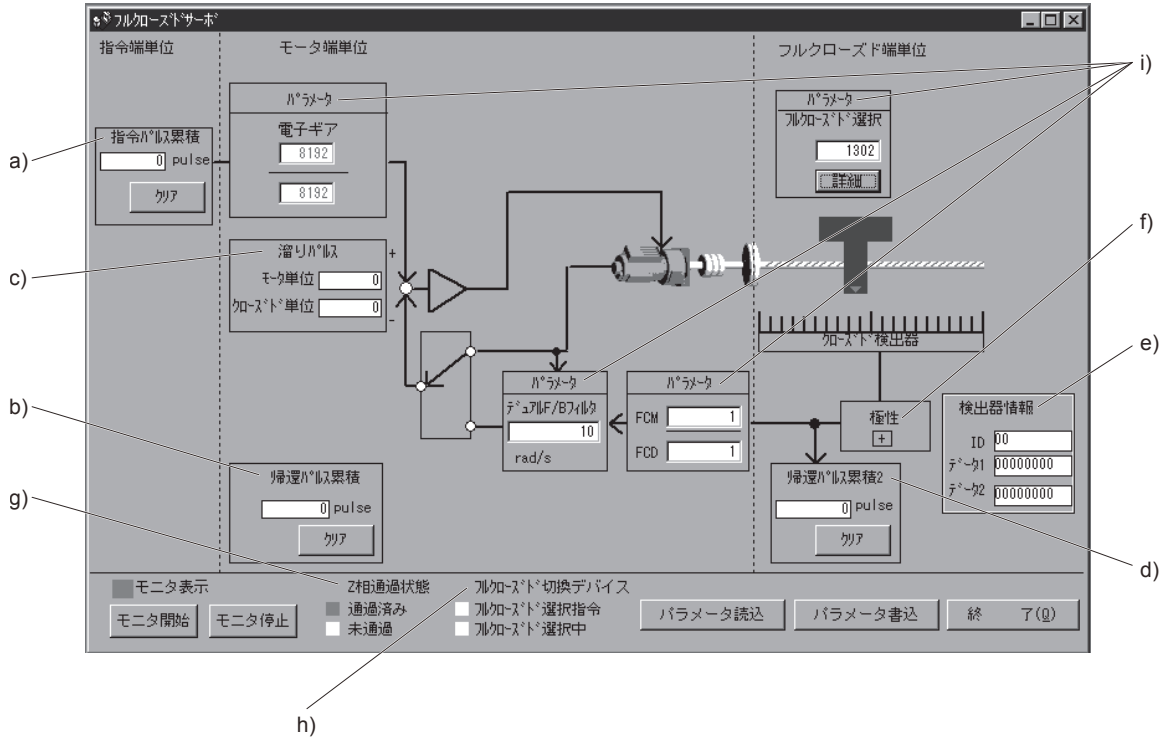 フルクローズドサーボ
指令端単位
モータ端単位
フルクローズド端単位
i)
パラメータ
電子ギア
8192
8192
パラメータ
フルクローズド選択
1302
詳細
a)
指令パルス累積
0 pulse
クリア
f)
c)
溜りパルス
モータ単位 0
クローズド単位 0
+
-
クローズド検出器
e)
b)
パラメータ
デュアルF/Bフィルタ
10
rad/s
パラメータ
FCM 1
FCD 1
極性
+
検出器情報
ID 00
データ1 00000000
データ2 00000000
g)
帰還パルス累積
0 pulse
クリア
帰還パルス累積2
0 pulse
クリア
d)
モニタ表示
モニタ開始
モニタ停止
Z相通過状態
通過済み
未通過
フルクローズド切換デバイス
フルクローズド選択指令
フルクローズド選択中
パラメータ読込
パラメータ書込
終 了(Q)
h)